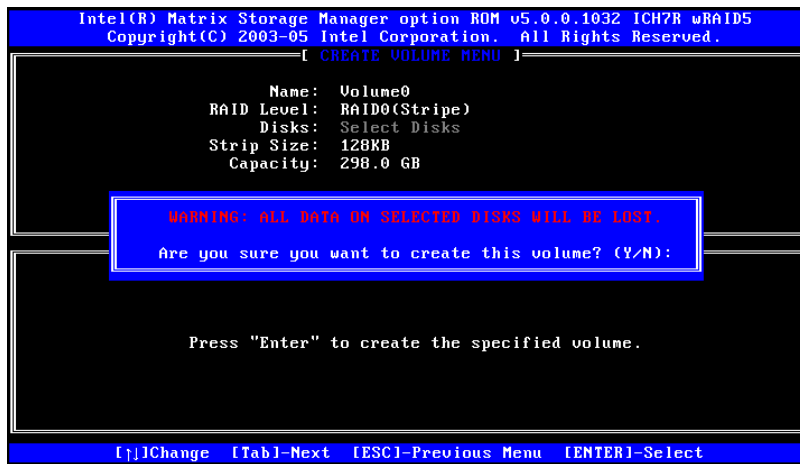 Intel(R) Matrix Storage Manager option ROM v5.0.0.1032 ICH7R wRAID5
Copyright(C) 2003-05 Intel Corporation. All Rights Reserved.
[ CREATE VOLUME MENU ]
Name: Volume0
RAID Level: RAID0(Stripe)
Disks: Select Disks
Strip Size: 128KB
Capacity: 298.0 GB
WARNING: ALL DATA ON SELECTED DISKS WILL BE LOST.
Are you sure you want to create this volume? (Y/N):
Press "Enter" to create the specified volume.
[↑↓]Change [Tab]-Next [ESC]-Previous Menu [ENTER]-Select